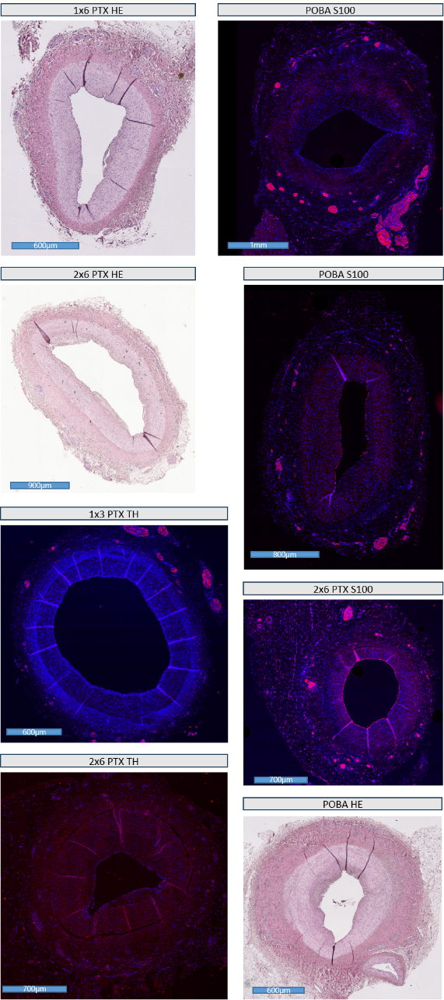 1x6 PTX HE
POBA S100
600µm
1mm
2x6 PTX HE
POBA S100
900µm
800µm
1x3 PTX TH
2x6 PTX S100
600µm
700µm
2x6 PTX TH
POBA HE
700µm
600µm